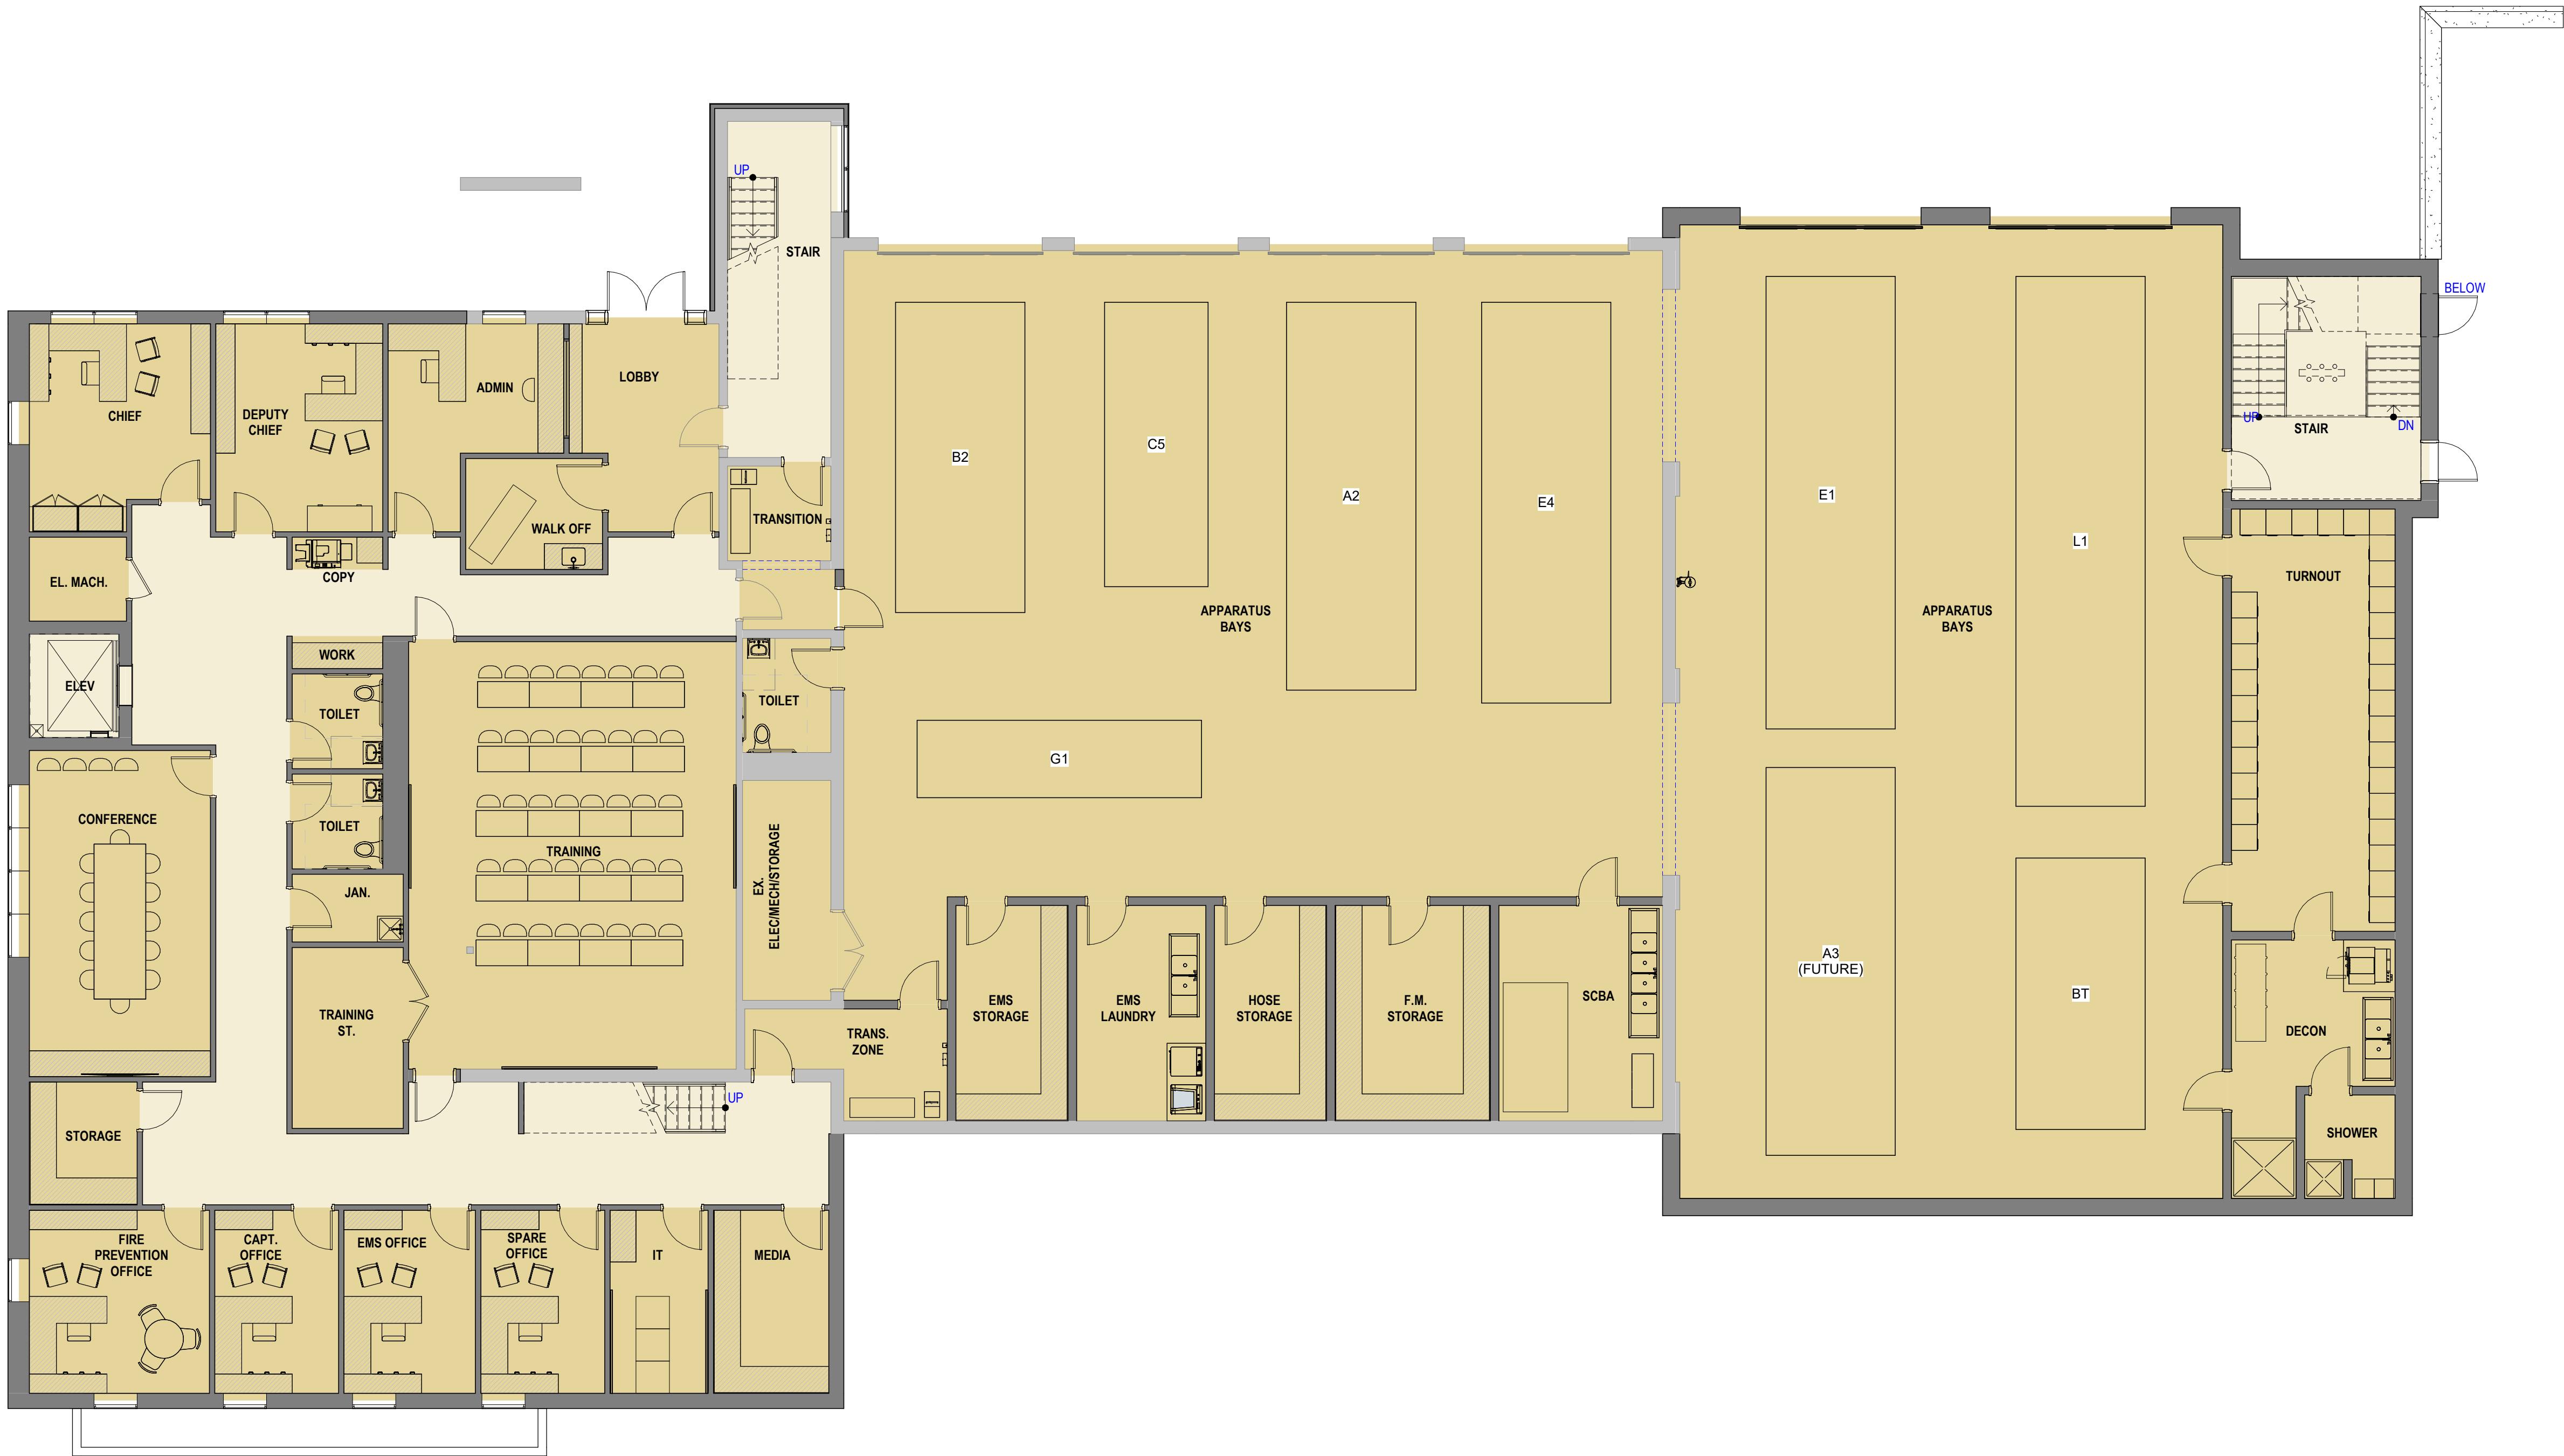 UP
STAIR
BELOW
CHIEF
DEPUTY
CHIEF
ADMIN
LOBBY
WALK OFF
TRANSITION
EL. MACH.
COPY
WORK
ELEV
TOILET
TOILET
TOILET
CONFERENCE
JAN.
TRAINING
TRAINING
ST.
EX.
ELEC/MECH/STORAGE
TRANS.
ZONE
UP
STORAGE
FIRE
PREVENTION
OFFICE
CAPT.
OFFICE
EMS OFFICE
SPARE
OFFICE
IT
MEDIA
B2
C5
A2
E4
G1
APPARATUS
BAYS
EMS
STORAGE
EMS
LAUNDRY
HOSE
STORAGE
F.M.
STORAGE
SCBA
E1
L1
APPARATUS
BAYS
A3
(FUTURE)
BT
UP
DN
STAIR
TURNOUT
DECON
SHOWER